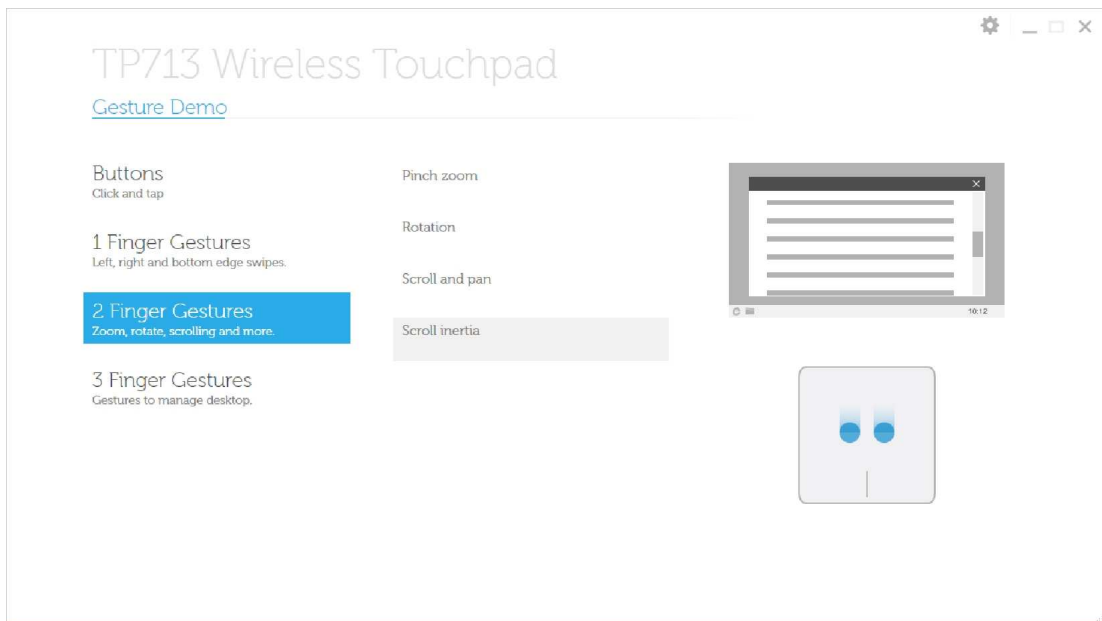 TP713 Wireless Touchpad
Gesture Demo
Buttons
Click and tap
1 Finger Gestures
Left, right and bottom edge swipes.
2 Finger Gestures
Zoom, rotate, scrolling and more.
3 Finger Gestures
Gestures to manage desktop.
Pinch zoom
Rotation
Scroll and pan
Scroll inertia
10:12